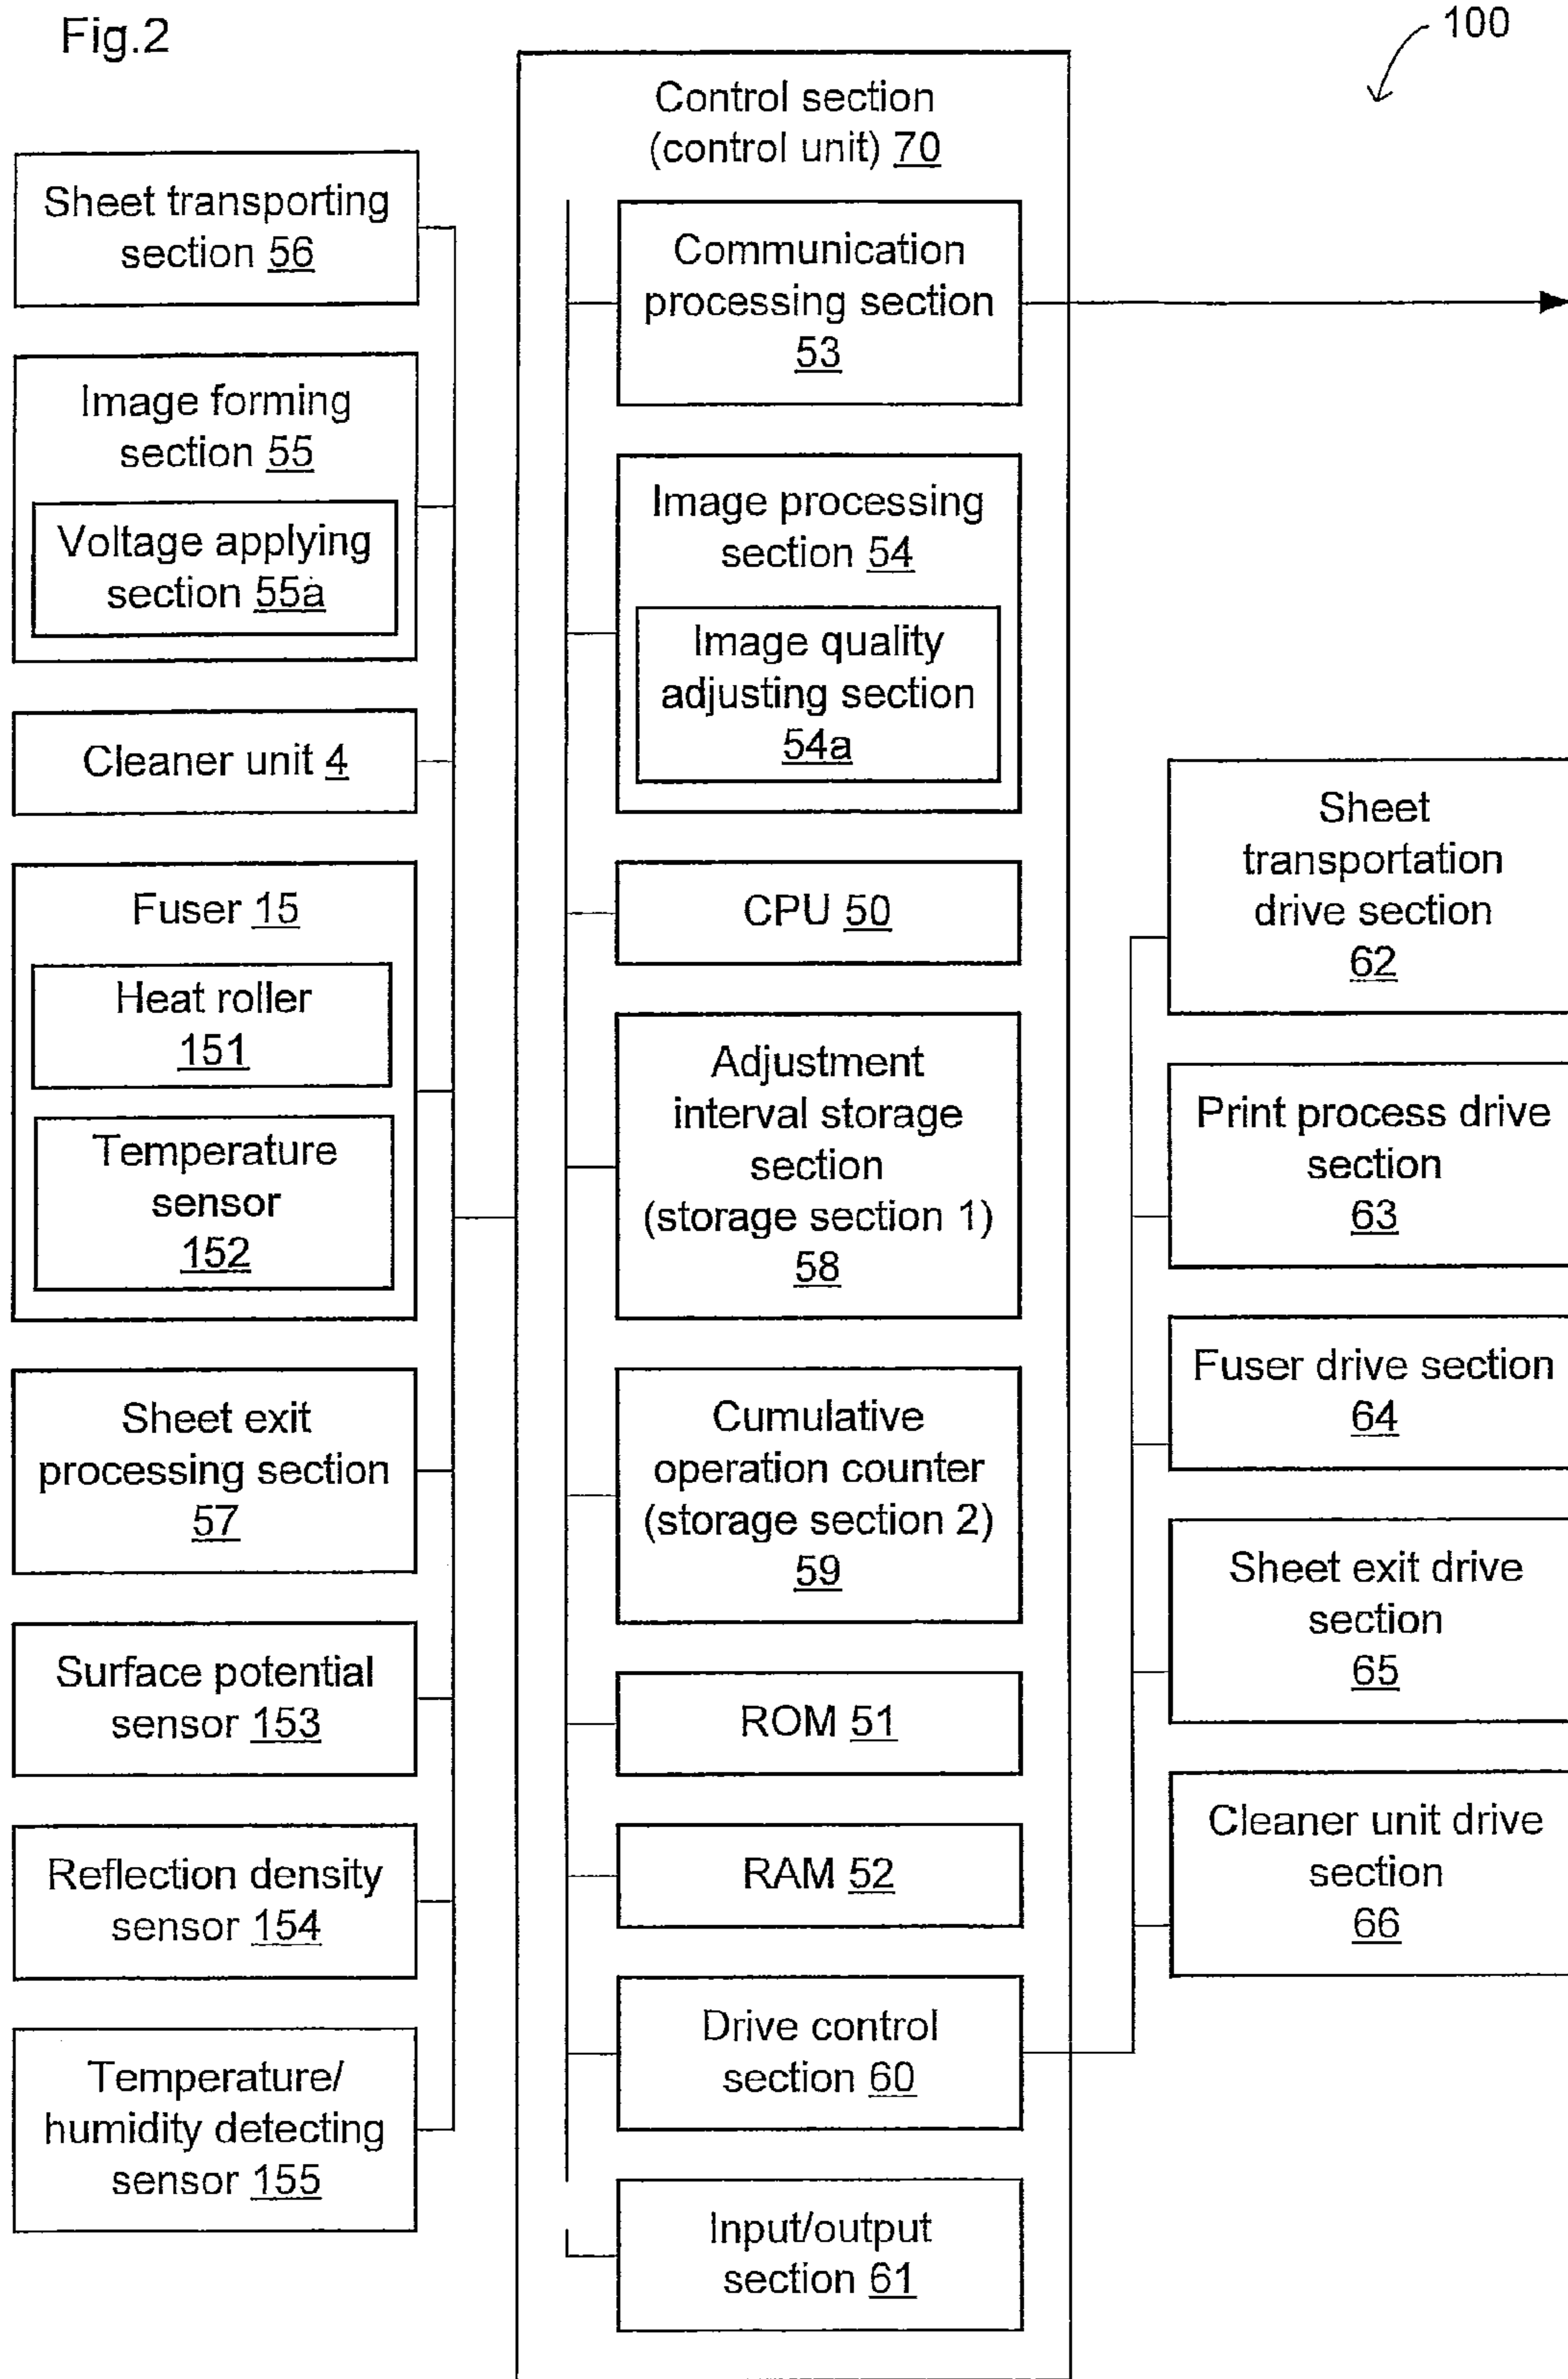 Fig.2
100
Sheet transporting
section 56
Image forming
section 55
Voltage applying
section 55a
Cleaner unit 4
Fuser 15
Heat roller
151
Temperature
sensor
152
Sheet exit
processing section
57
Surface potential
sensor 153
Reflection density
sensor 154
Temperature/
humidity detecting
sensor 155
Control section
(control unit) 70
Communication
processing section
53
Image processing
section 54
Image quality
adjusting section
54a
CPU 50
Adjustment
interval storage
section
(storage section 1)
58
Cumulative
operation counter
(storage section 2)
59
ROM 51
RAM 52
Drive control
section 60
Input/output
section 61
Sheet
transportation
drive section
62
Print process drive
section
63
Fuser drive section
64
Sheet exit drive
section
65
Cleaner unit drive
section
66